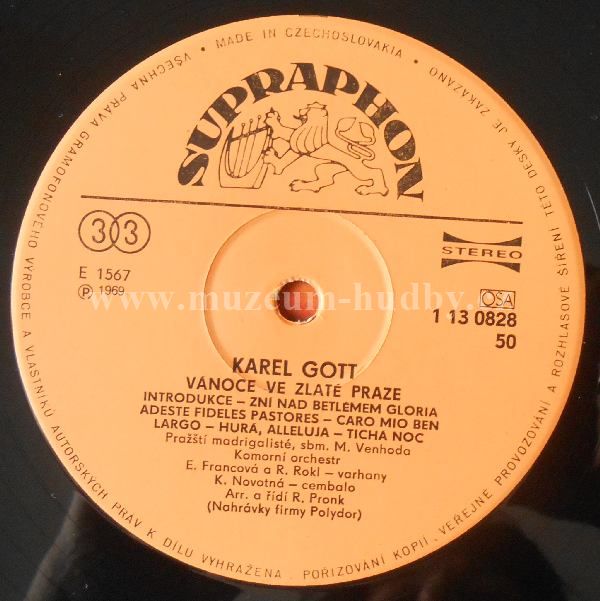 VŠECHNA PRÁVA GRAMOFONOVÉHO VÝROBCE A VLASTNÍKŮ AUTORSKÝCH PRÁV K DÍLU VYHRAŽENA. POŘIZOVÁNÍ KOPIÍ, VEŘEJNÉ PROVOZOVÁNÍ A ROZHLASOVÉ ŠÍŘENÍ TÉTO DESKY JE ZAKÁZÁNO
• MADE IN CZECHOSLOVAKIA •
SUPRAPHON
33
STEREO
E 1567
℗ 1969
OSA
www.muzeum-hudby.
1 13 0828
50
KAREL GOTT
VÁNOCE VE ZLATÉ PRAZE
INTRODUKCE – ZNÍ NAD BETLÉMEM GLORIA
ADESTE FIDELES PASTORES – CARO MIO BEN
LARGO – HURÁ, ALLELUJA – TICHÁ NOC
Pražští madrigalisté, sbm. M. Venhoda
Komorní orchestr
E. Francová a R. Rokl – varhany
K. Novotná – cembalo
Arr. a řídí R. Pronk
(Nahrávky firmy Polydor)